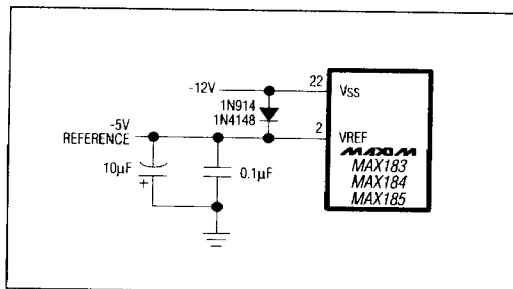 -12V
22
VSS
1N914
1N4148
-5V
REFERENCE
2
VREF
MAXIM
MAX183
MAX184
MAX185
10µF
+
0.1µF